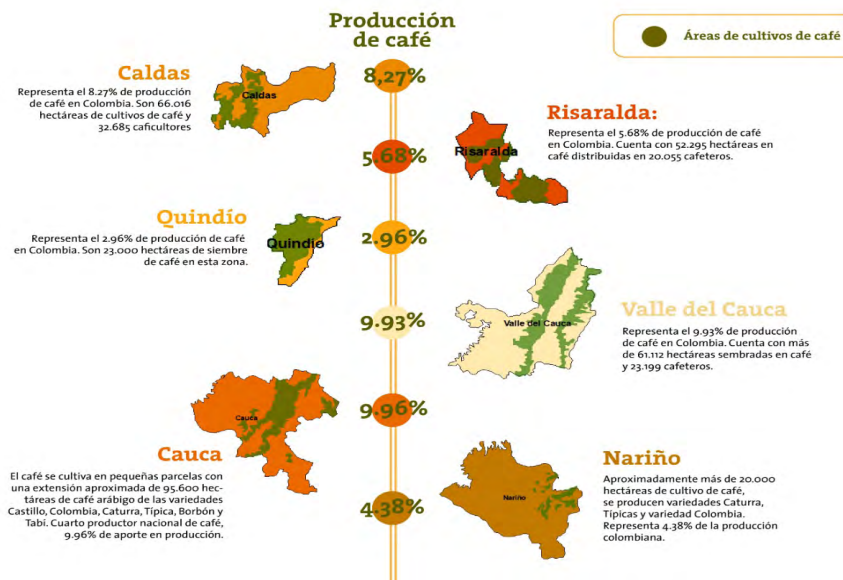 Producción
de café
Áreas de cultivos de café
Caldas
Representa el 8.27% de producción
de café en Colombia. Son 66.016
hectáreas de cultivos de café y
32.685 caficultores
Caldas
8,27%
Risaralda:
Representa el 5.68% de producción de café
en Colombia. Cuenta con 52.295 hectáreas en
café distribuidas en 20.055 cafeteros.
Risaralda
5.68%
Quindío
Representa el 2.96% de producción de café
en Colombia. Son 23.000 hectáreas de siembre
de café en esta zona.
Quindio
2.96%
9.93%
Valle del Cauca
Valle del Cauca
Representa el 9.93% de producción
de café en Colombia. Cuenta con más
de 61.112 hectáreas sembradas en café
y 23.199 cafeteros.
Cauca
9.96%
Cauca
El café se cultiva en pequeñas parcelas con
una extensión aproximada de 95.600 hec-
táreas de café arábigo de las variedades
Castillo, Colombia, Caturra, Típica, Borbón y
Tabi. Cuarto productor nacional de café,
9.96% de aporte en producción.
4.38%
Nariño
Nariño
Aproximadamente más de 20.000
hectáreas de cultivo de café,
se producen variedades Caturra,
Típicas y variedad Colombia.
Representa 4.38% de la producción
colombiana.